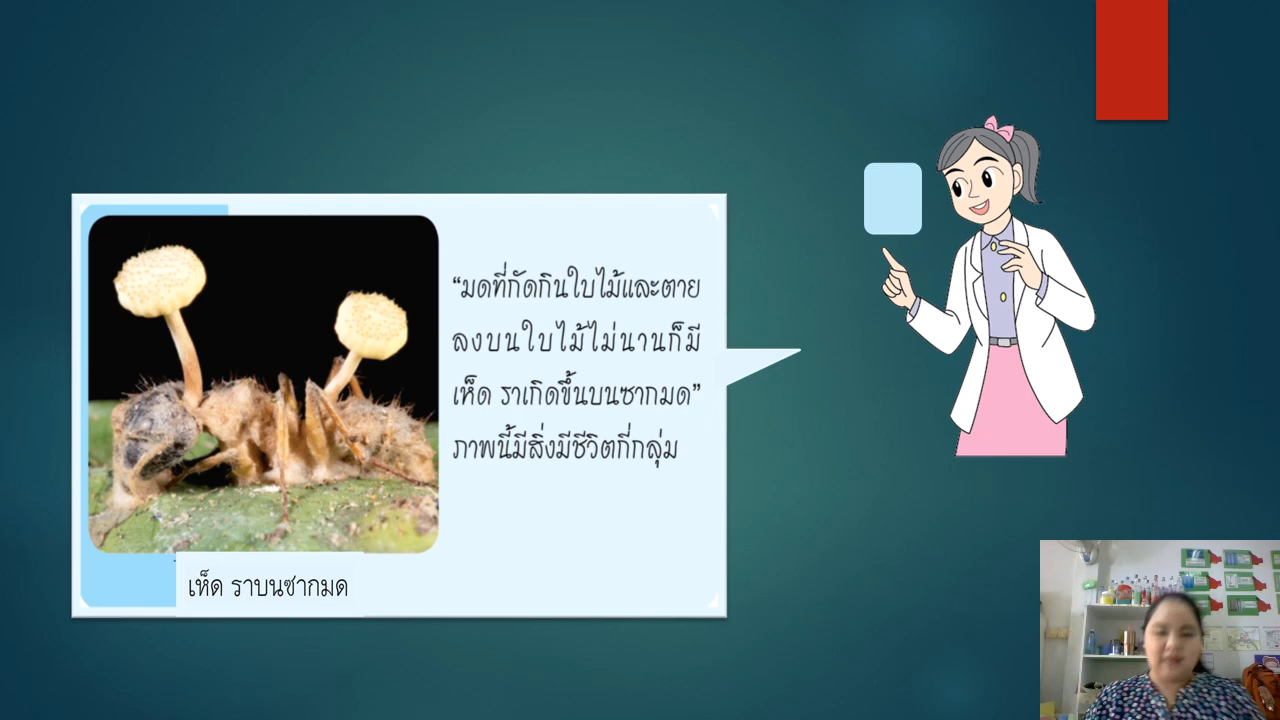 “มดที่กัดกินใบไม้และตาย
ลงบนใบไม้ไม่นานก็มี
เห็ด ราเกิดขึ้นบนซากมด”
ภาพนี้มีสิ่งมีชีวิตกี่กลุ่ม
เห็ด ราบนซากมด